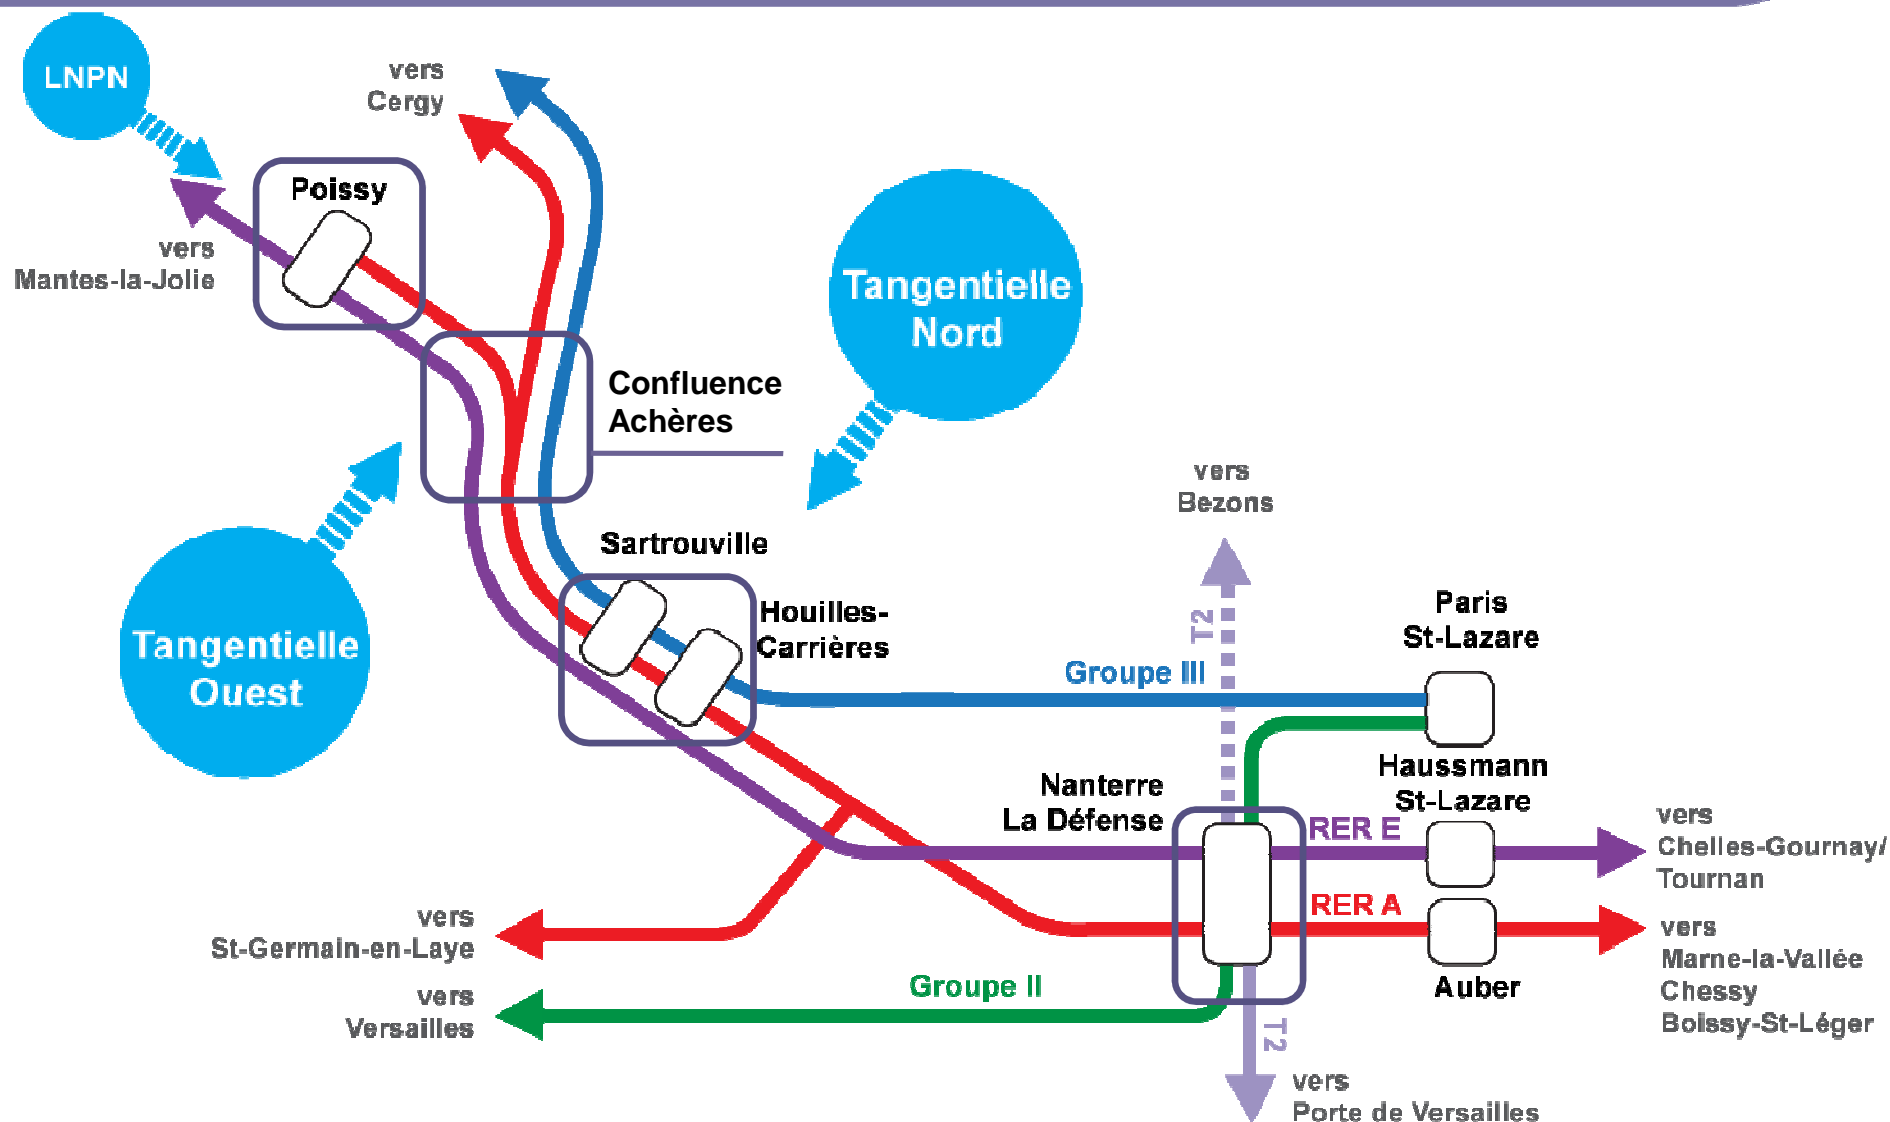 LNPN
vers
Cergy
Poissy
vers
Mantes-la-Jolie
Tangentielle
Nord
Confluence
Achères
vers
Bezons
Sartrouville
T2
Houilles-
Carrières
Tangentielle
Ouest
Paris
St-Lazare
Groupe III
Haussmann
St-Lazare
Nanterre
La Défense
RER E
vers
Chelles-Gournay/
Tournan
RER A
vers
St-Germain-en-Laye
vers
Marne-la-Vallée
Chessy
Boissy-St-Léger
Auber
Groupe II
vers
Versailles
T2
vers
Porte de Versailles